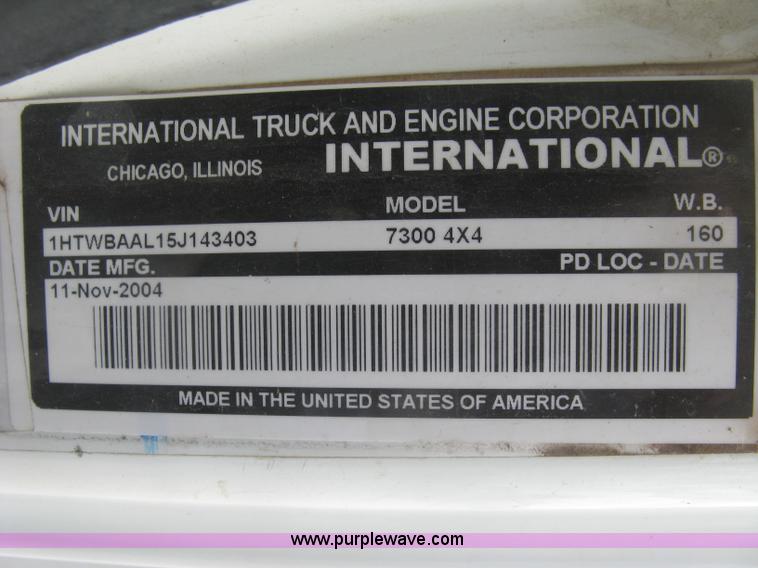 INTERNATIONAL TRUCK AND ENGINE CORPORATION
CHICAGO, ILLINOIS INTERNATIONAL®
VIN MODEL W.B.
1HTWBAAL15J143403 7300 4X4 160
DATE MFG. PD LOC - DATE
11-Nov-2004
MADE IN THE UNITED STATES OF AMERICA
www.purplewave.com